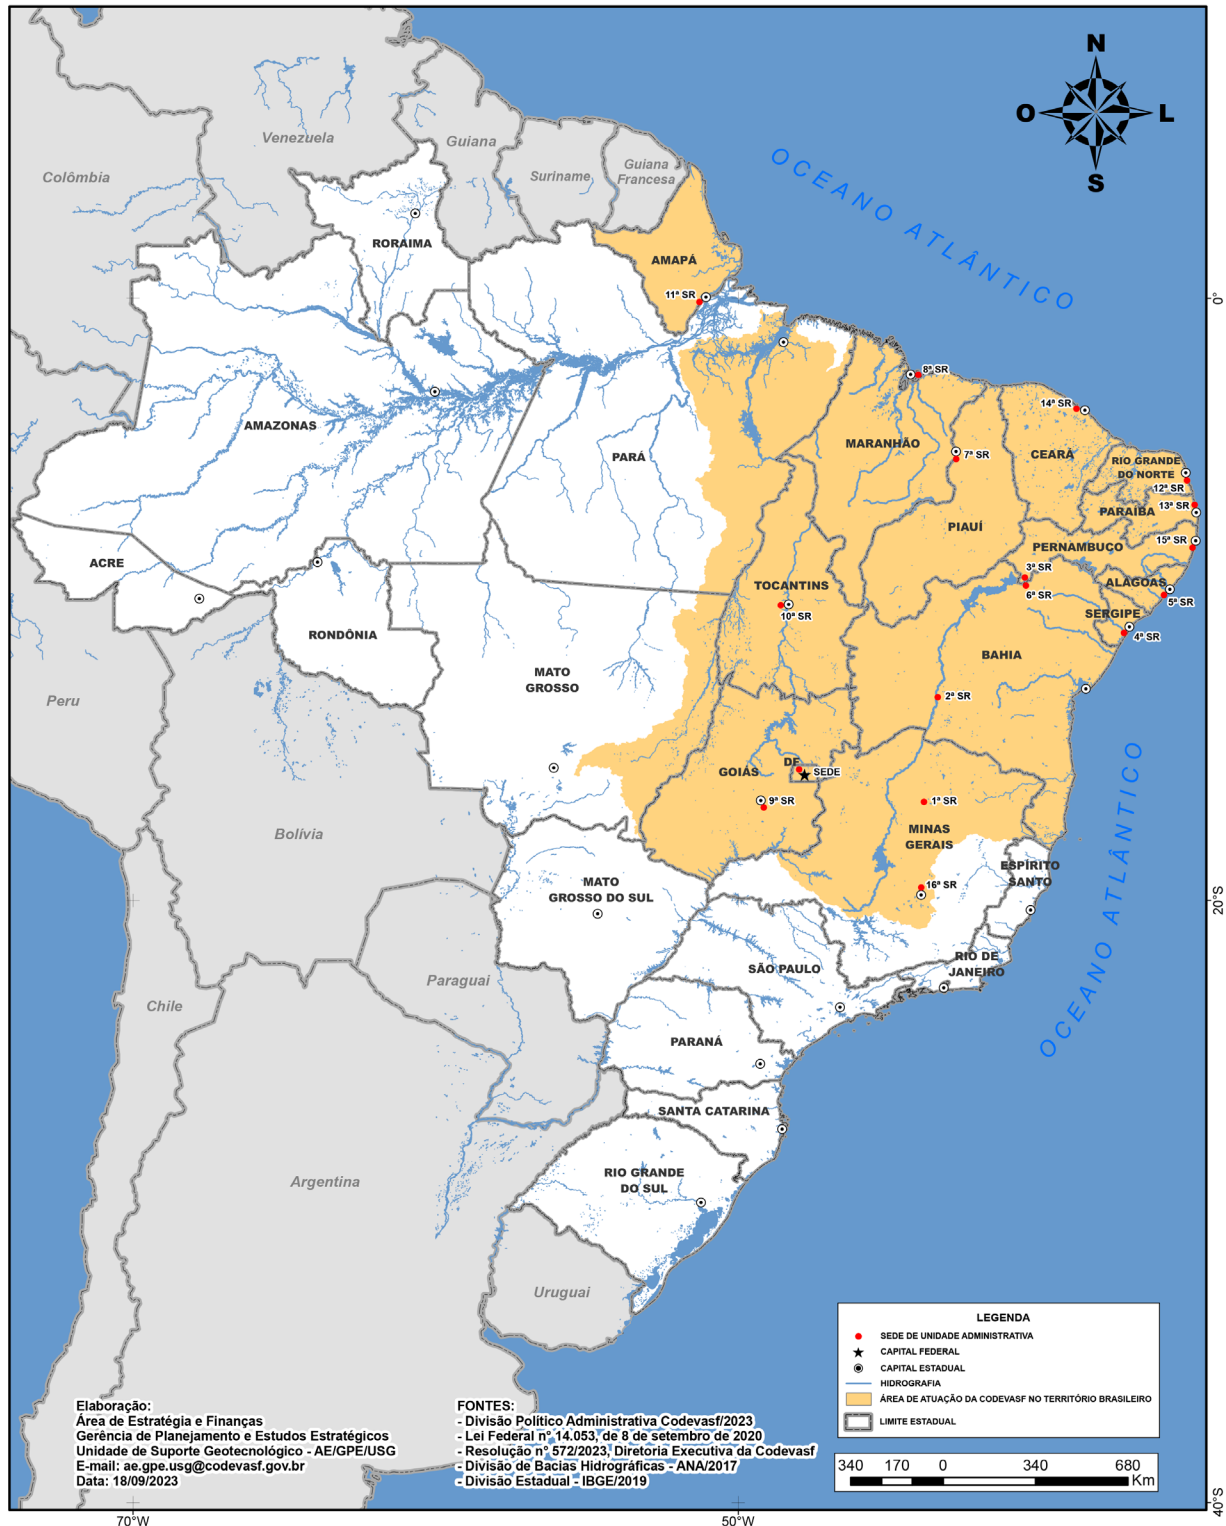 N
O
L
S
OCEANO ATLÂNTICO
Venezuela
Guiana
Suriname
Guiana
Francesa
Colômbia
RORAIMA
AMAPÁ
11ª SR
0°
8ª SR
14ª SR
AMAZONAS
MARANHÃO
CEARÁ
7ª SR
PARÁ
RIO GRANDE
DO NORTE
12ª SR
13ª SR
PARAÍBA
PIAUÍ
15ª SR
PERNAMBUCO
ACRE
3ª SR
6ª SR
TOCANTINS
ALAGOAS
5ª SR
10ª SR
SERGIPE
4ª SR
RONDÔNIA
BAHIA
MATO
GROSSO
Peru
2ª SR
OCEANO ATLÂNTICO
GOIÁS
DF
SEDE
9ª SR
1ª SR
Bolívia
MINAS
GERAIS
ESPÍRITO
SANTO
MATO
GROSSO DO SUL
16ª SR
20°S
RIO DE
JANEIRO
SÃO PAULO
Paraguai
Chile
PARANÁ
SANTA CATARINA
RIO GRANDE
DO SUL
Argentina
Uruguai
LEGENDA
SEDE DE UNIDADE ADMINISTRATIVA
CAPITAL FEDERAL
CAPITAL ESTADUAL
HIDROGRAFIA
ÁREA DE ATUAÇÃO DA CODEVASF NO TERRITÓRIO BRASILEIRO
LIMITE ESTADUAL
340 170 0 340 680
Km
Elaboração:
Área de Estratégia e Finanças
Gerência de Planejamento e Estudos Estratégicos
Unidade de Suporte Geotecnológico - AE/GPE/USG
E-mail: ae.gpe.usg@codevasf.gov.br
Data: 18/09/2023
FONTES:
- Divisão Político Administrativa Codevasf/2023
- Lei Federal nº 14.053, de 8 de setembro de 2020
- Resolução nº 572/2023, Diretoria Executiva da Codevasf
- Divisão de Bacias Hidrográficas - ANA/2017
- Divisão Estadual - IBGE/2019
40°S
70°W
50°W